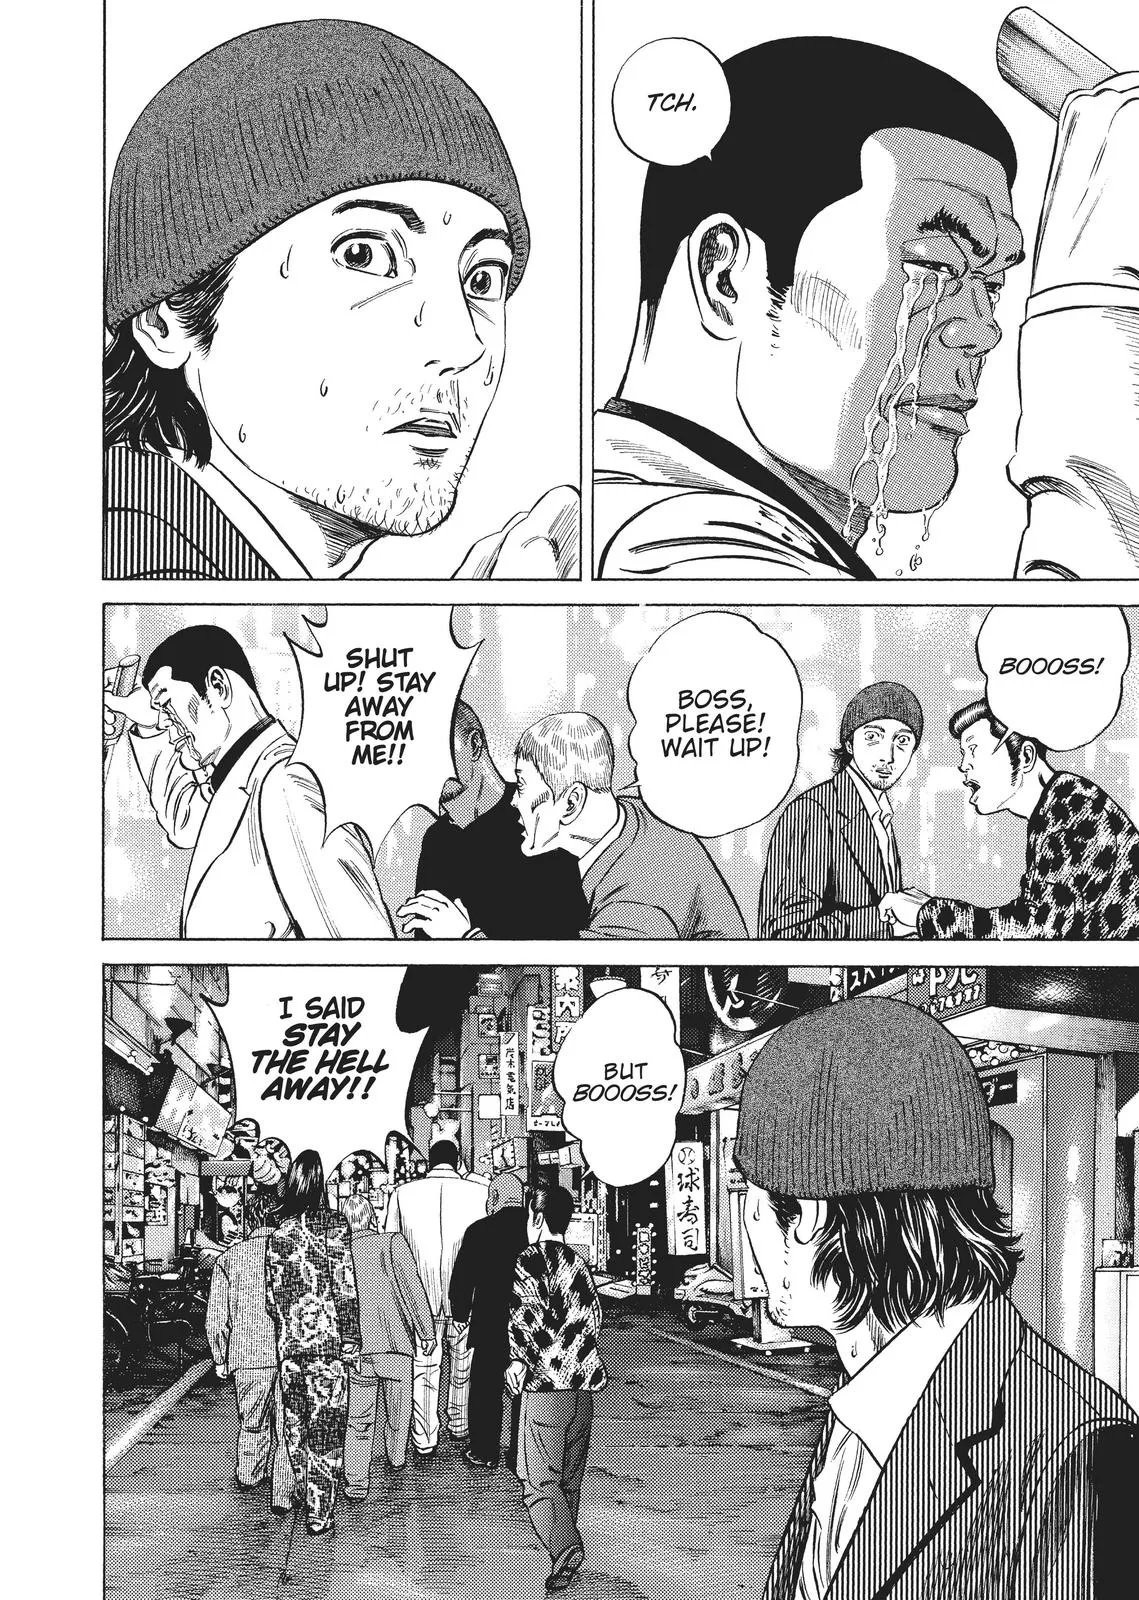 TCH.
BOOOSS!
BOSS,
PLEASE!
WAIT UP!
SHUT
UP! STAY
AWAY
FROM
ME!!
BUT
BOOOSS!
I SAID
STAY
THE HELL
AWAY!!
球寿司